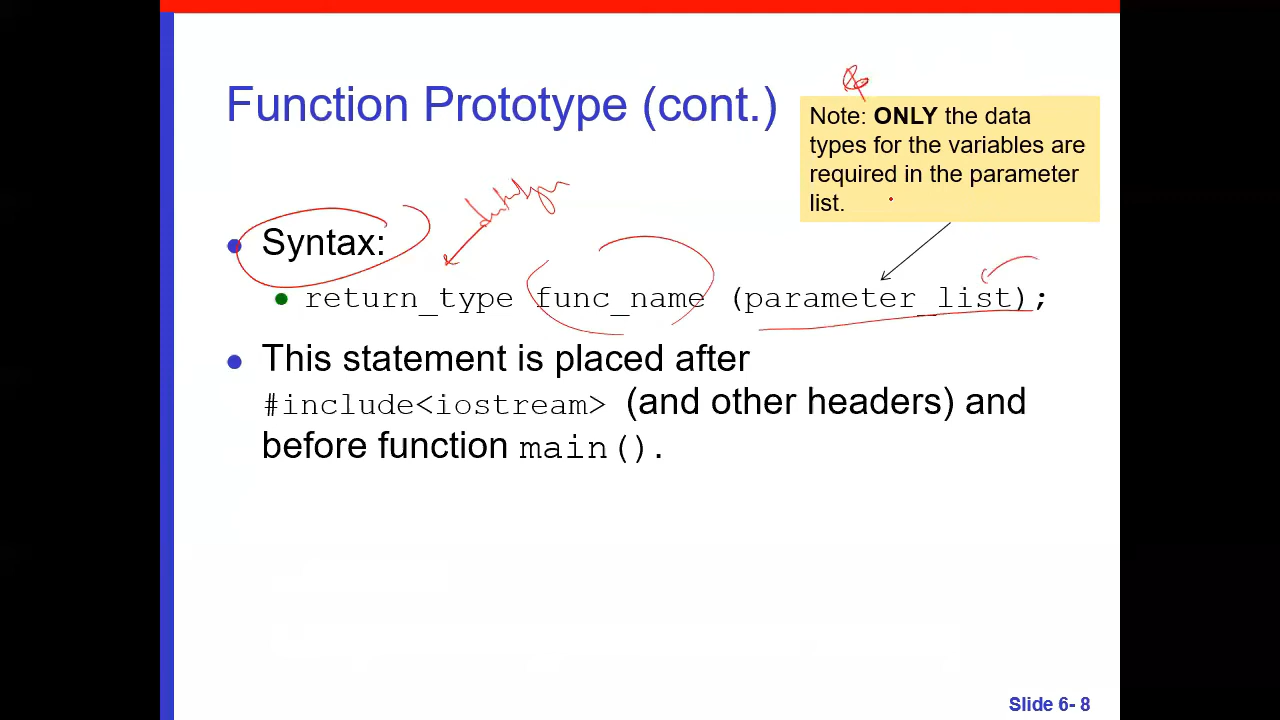 Function Prototype (cont.)
Note: ONLY the data
types for the variables are
required in the parameter
list.
Syntax:
return_type func_name (parameter_list);
This statement is placed after
#include<iostream> (and other headers) and
before function main().
Slide 6- 8